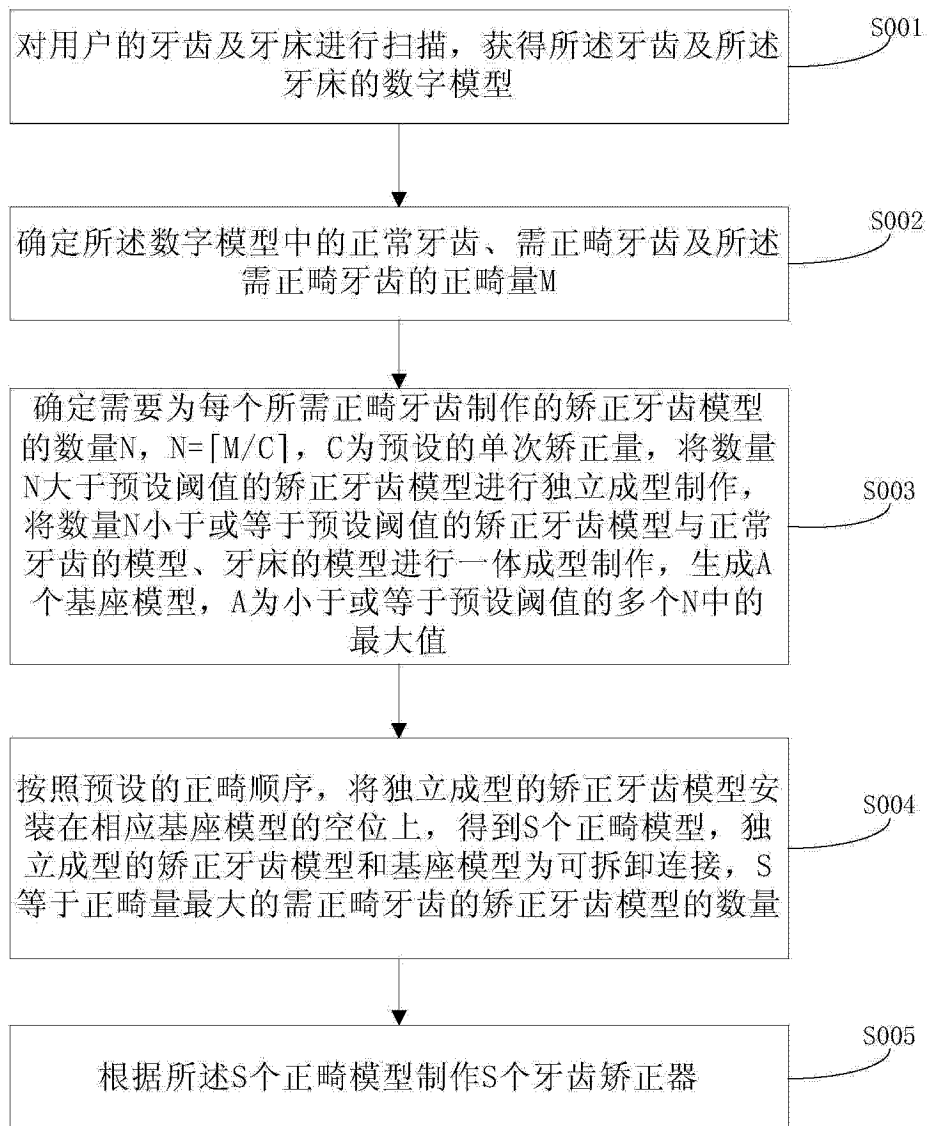 对用户的牙齿及牙床进行扫描，获得所述牙齿及所述
牙床的数字模型
S001
确定所述数字模型中的正常牙齿、需正畸牙齿及所述
需正畸牙齿的正畸量M
S002
确定需要为每个所需正畸牙齿制作的矫正牙齿模型
的数量N，N=⌈M/C⌉，C为预设的单次矫正量，将数量
N大于预设阈值的矫正牙齿模型进行独立成型制作，
将数量N小于或等于预设阈值的矫正牙齿模型与正常
牙齿的模型、牙床的模型进行一体成型制作，生成A
个基座模型，A为小于或等于预设阈值的多个N中的
最大值
S003
按照预设的正畸顺序，将独立成型的矫正牙齿模型安
装在相应基座模型的空位上，得到S个正畸模型，独
立成型的矫正牙齿模型和基座模型为可拆卸连接，S
等于正畸量最大的需正畸牙齿的矫正牙齿模型的数量
S004
根据所述S个正畸模型制作S个牙齿矫正器
S005